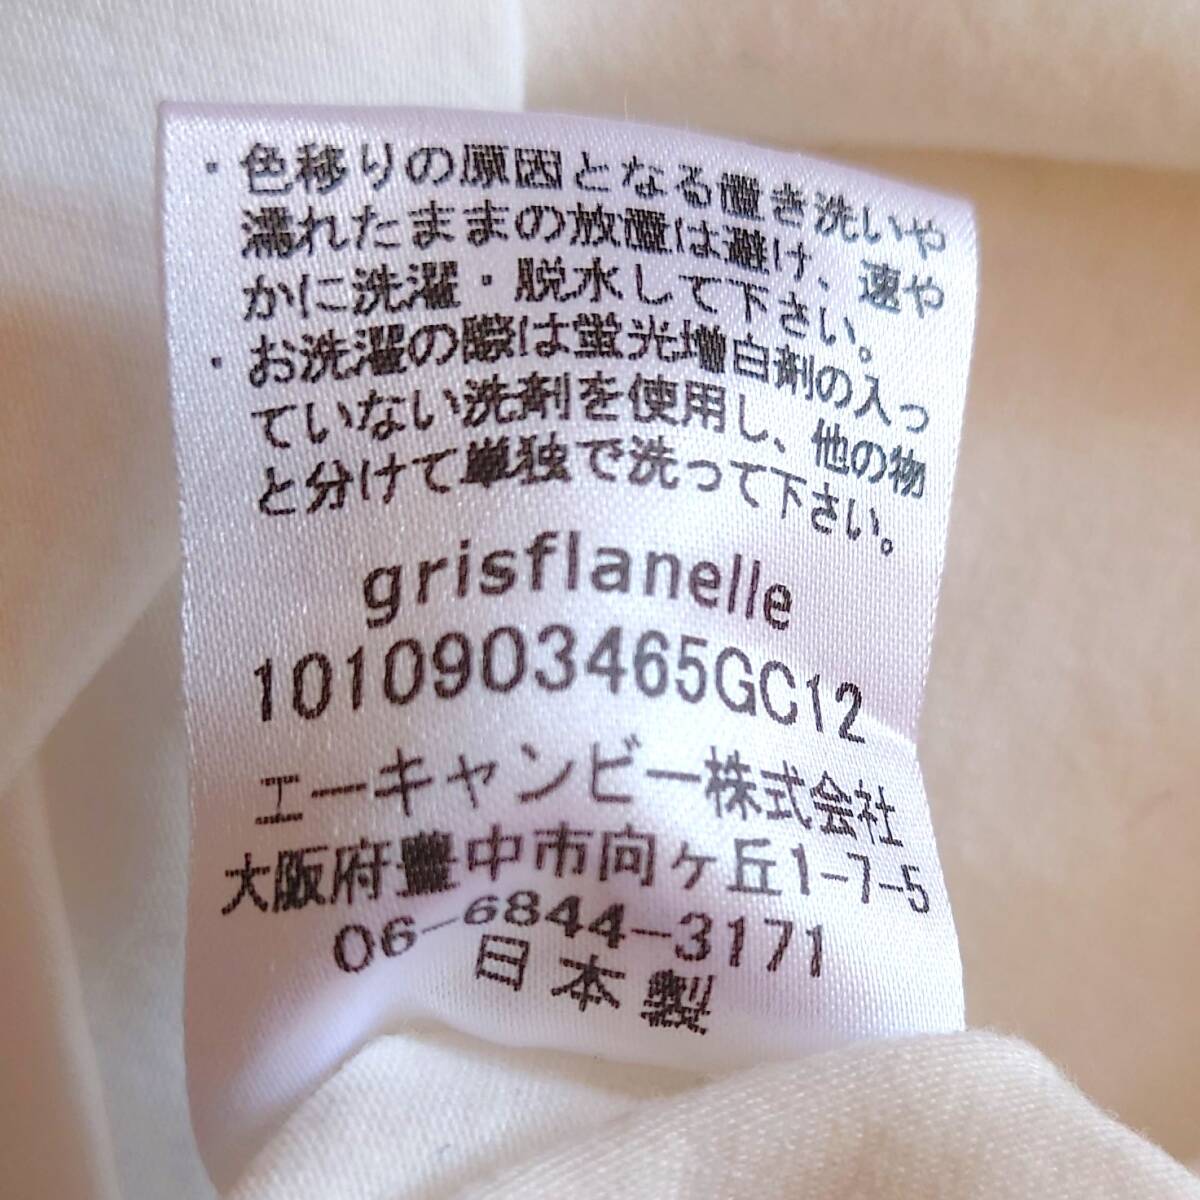 ・色移りの原因となる置き洗いや
濡れたままの放置は避け、速や
かに洗濯・脱水して下さい。
・お洗濯の際は蛍光増白剤の入っ
ていない洗剤を使用し、他の物
と分けて単独で洗って下さい。
grisflanelle
1010903465GC12
エーキャンビー株式会社
大阪府豊中市向ヶ丘1-7-5
06-6844-3171
日本製